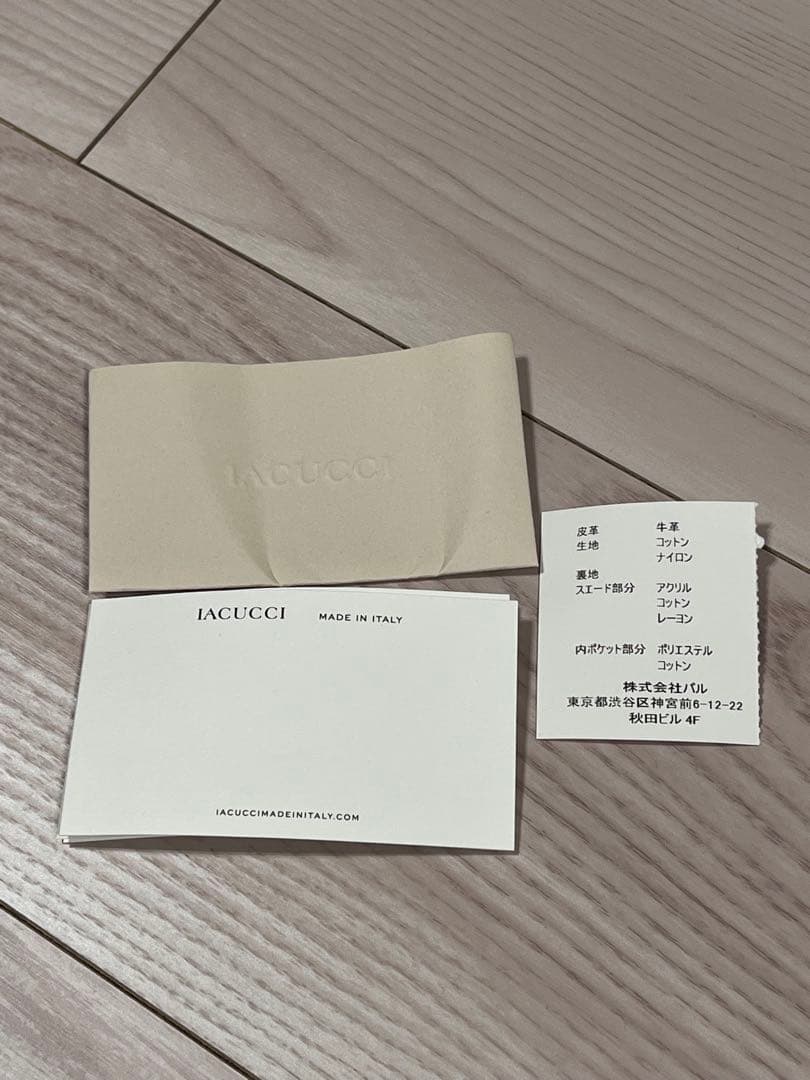 IACUCCI
IACUCCI MADE IN ITALY
IACUCCIMADEINITALY.COM
皮革 牛革
生地 コットン
ナイロン
裏地
スエード部分 アクリル
コットン
レーヨン
内ポケット部分 ポリエステル
コットン
株式会社パル
東京都渋谷区神宮前6-12-22
秋田ビル 4F